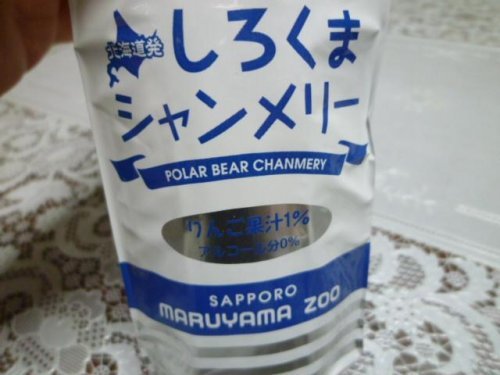 北海道発
しろくま
シャンメリー
POLAR BEAR CHANMERY
りんご果汁1%
アルコール分0%
SAPPORO
MARUYAMA ZOO